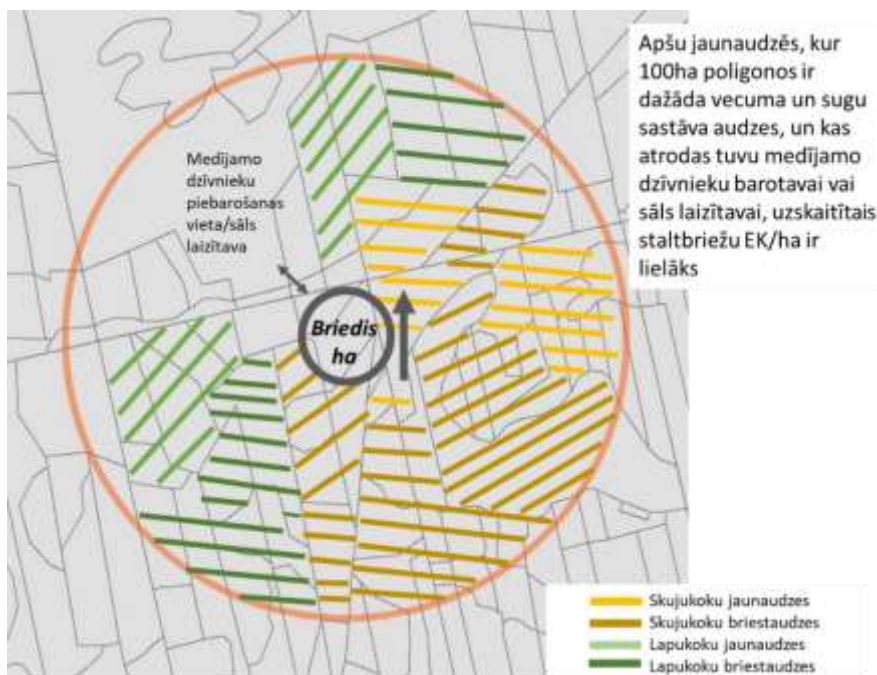 Apšu jaunaudzēs, kur
100ha poligonos ir
dažāda vecuma un sugu
sastāva audzes, un kas
atrodas tuvu medījamo
dzīvnieku barotavai vai
sāls laizītavai, uzskaitītais
staltbriežu EK/ha ir
lielāks
Medījamo
dzīvnieku
piebarošanas
vieta/sāls
laizītava
Briedis
ha
Skujukoku jaunaudzes
Skujukoku briestaudzes
Lapukoku jaunaudzes
Lapukoku briestaudzes